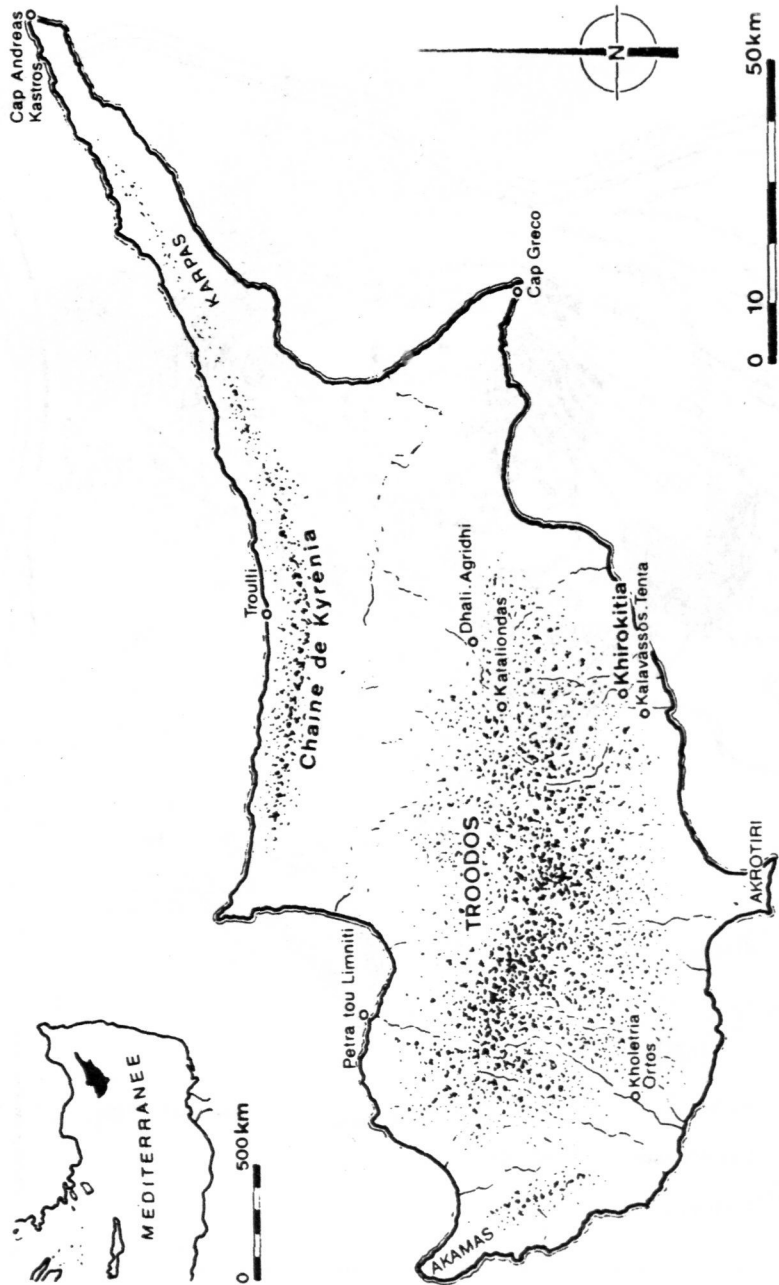 Cap Andreas
Kastros
KARPAS
N
0 10 50km
Cap Greco
Troulli
Chaine de Kyrenia
Dhali. Agridhi
Kataliondas
Khirokitia
Kalavassos. Tenta
TROODOS
AKROTIRI
Petra tou Limniti
Kholetria
Ortos
AKAMAS
MEDITERRANEE
0 500km